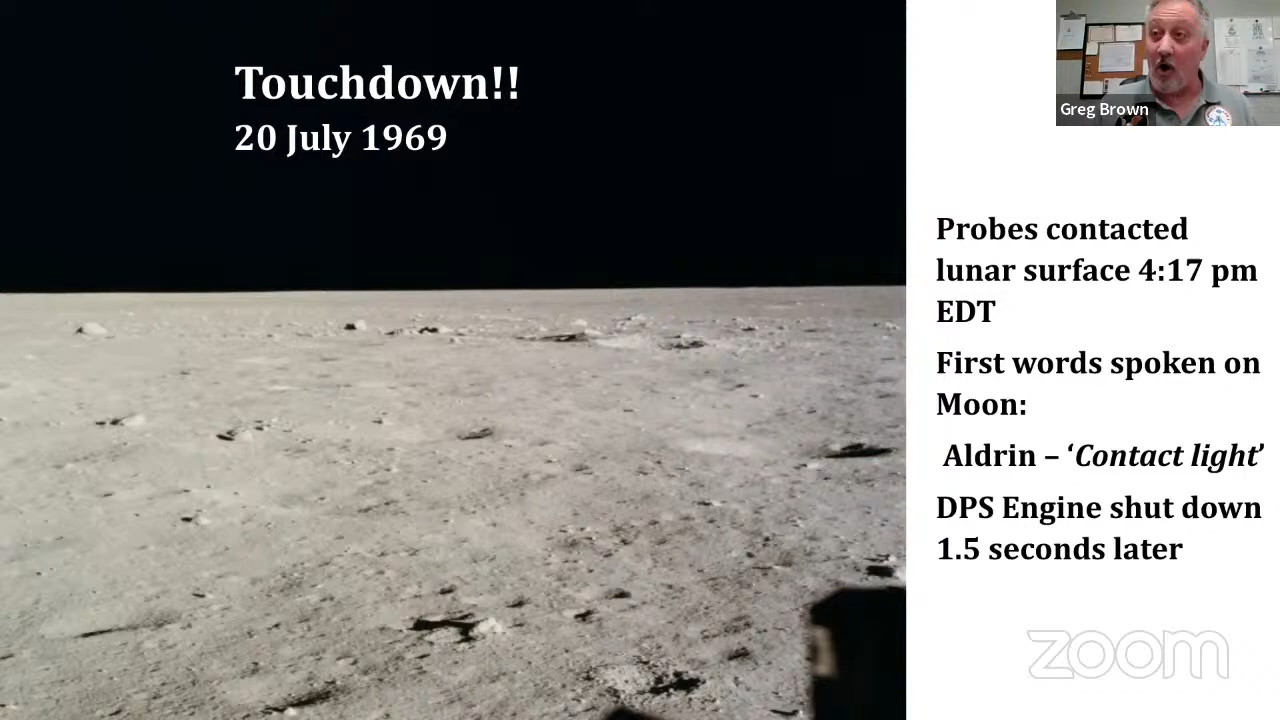 Touchdown!!
20 July 1969
Greg Brown
Probes contacted
lunar surface 4:17 pm
EDT
First words spoken on
Moon:
Aldrin – ‘Contact light’
DPS Engine shut down
1.5 seconds later
zoom